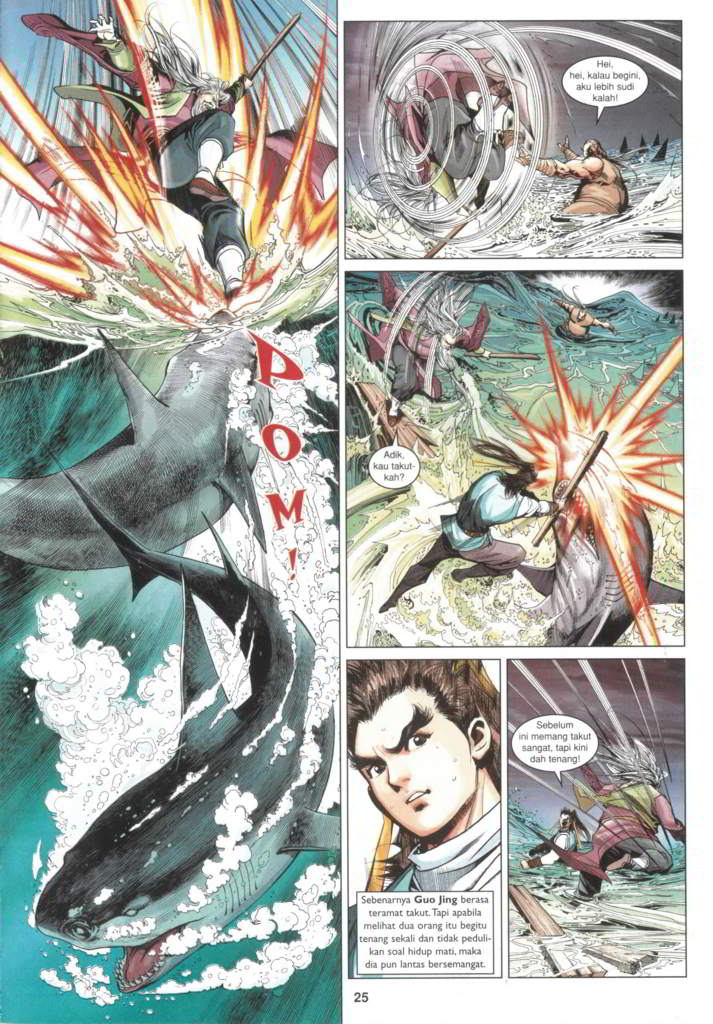 POM!
Hei,
hei, kalau begini,
aku lebih sudi
kalah!
Adik,
kau takut-
kah?
Sebenarnya Guo Jing berasa
teramat takut. Tapi apabila
melihat dua orang itu begitu
tenang sekali dan tidak peduli-
kan soal hidup mati, maka
dia pun lantas bersemangat.
Sebelum
ini memang takut
sangat, tapi kini
dah tenang!
25